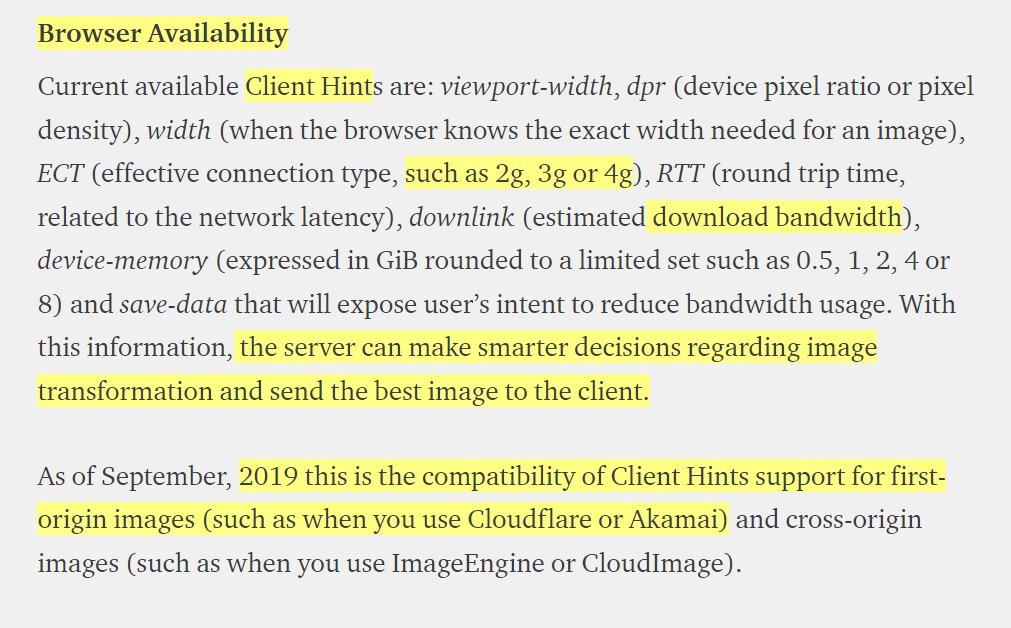 Browser Availability
Current available Client Hints are: viewport-width, dpr (device pixel ratio or pixel
density), width (when the browser knows the exact width needed for an image),
ECT (effective connection type, such as 2g, 3g or 4g), RTT (round trip time,
related to the network latency), downlink (estimated download bandwidth),
device-memory (expressed in GiB rounded to a limited set such as 0.5, 1, 2, 4 or
8) and save-data that will expose user’s intent to reduce bandwidth usage. With
this information, the server can make smarter decisions regarding image
transformation and send the best image to the client.
As of September, 2019 this is the compatibility of Client Hints support for first-
origin images (such as when you use Cloudflare or Akamai) and cross-origin
images (such as when you use ImageEngine or CloudImage).